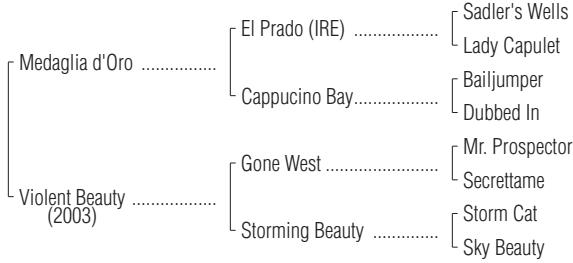 Sadler's Wells
El Prado (IRE) ..................
Lady Capulet
Medaglia d'Oro ................
Bailjumper
Cappucino Bay..................
Dubbed In
Mr. Prospector
Gone West ........................
Secrettame
Violent Beauty ..................
(2003)
Storm Cat
Storming Beauty ..............
Sky Beauty